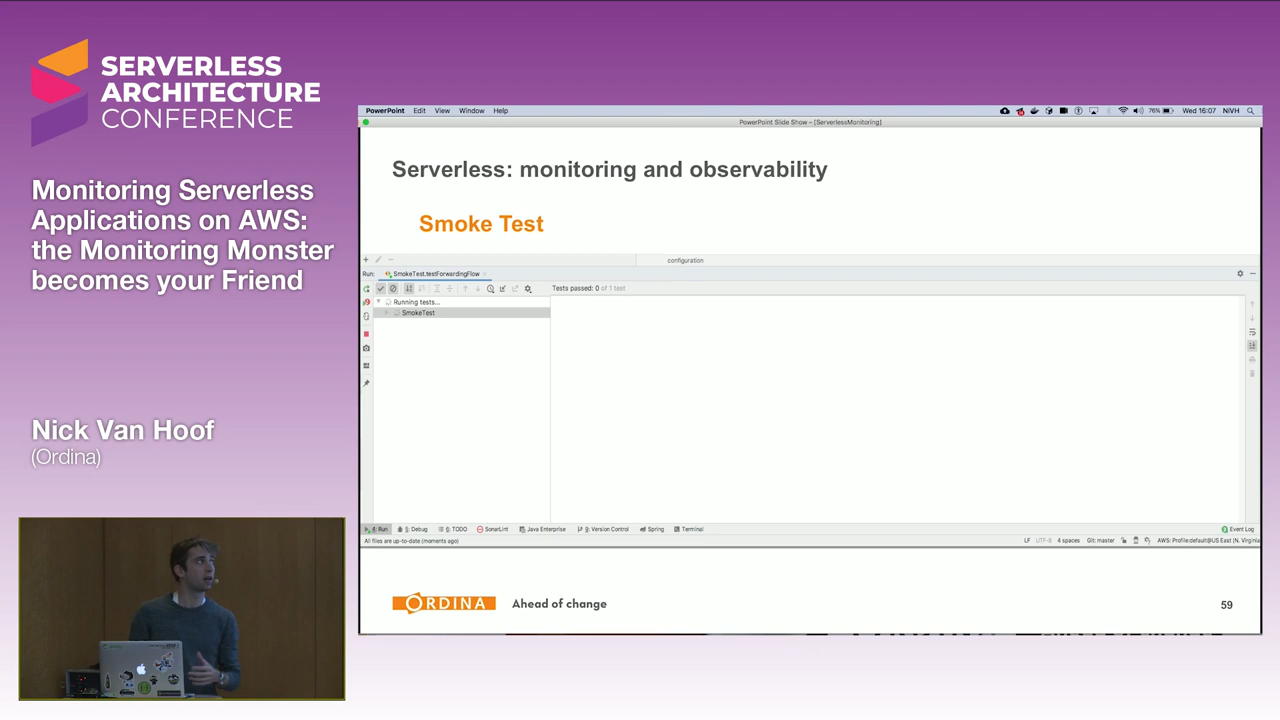 SERVERLESS
ARCHITECTURE
CONFERENCE
Monitoring Serverless
Applications on AWS:
the Monitoring Monster
becomes your Friend
Nick Van Hoof
(Ordina)
PowerPoint Edit View Window Help
76% Wed 16:07 NiVH
PowerPoint Slide Show - [ServerlessMonitoring]
Serverless: monitoring and observability
Smoke Test
configuration
Run: SmokeTest.testForwardingFlow
Tests passed: 0 of 1 test
Running tests...
SmokeTest
4: Run 5: Debug 6: TODO SonarLint Java Enterprise 9: Version Control Spring Terminal Event Log
All files are up-to-date (moments ago) LF UTF-8 4 spaces Git: master AWS: Profile:default@US East (N. Virginia
ORDINA Ahead of change
59